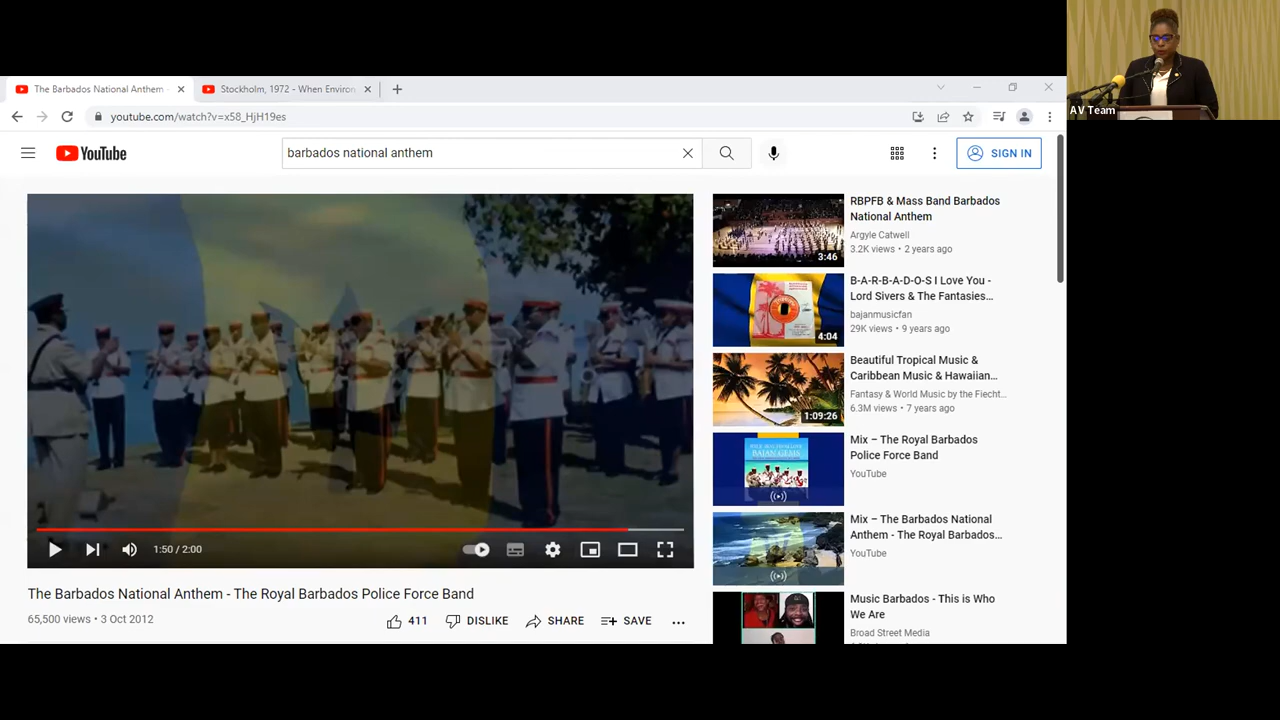 The Barbados National Anthem -
Stockholm, 1972 - When Environ
youtube.com/watch?v=x58_HjH19es
YouTube
barbados national anthem
SIGN IN
1:50 / 2:00
The Barbados National Anthem - The Royal Barbados Police Force Band
65,500 views • 3 Oct 2012
411
DISLIKE
SHARE
SAVE
3:46
RBPFB & Mass Band Barbados
National Anthem
Argyle Catwell
3.2K views • 2 years ago
4:04
B-A-R-B-A-D-O-S I Love You -
Lord Sivers & The Fantasies...
bajanmusicfan
29K views • 9 years ago
1:09:26
Beautiful Tropical Music &
Caribbean Music & Hawaiian...
Fantasy & World Music by the Fiecht...
6.3M views • 7 years ago
BAJAN GEMS
Mix – The Royal Barbados
Police Force Band
YouTube
Mix – The Barbados National
Anthem - The Royal Barbados...
YouTube
Music Barbados - This is Who
We Are
Broad Street Media
AV Team